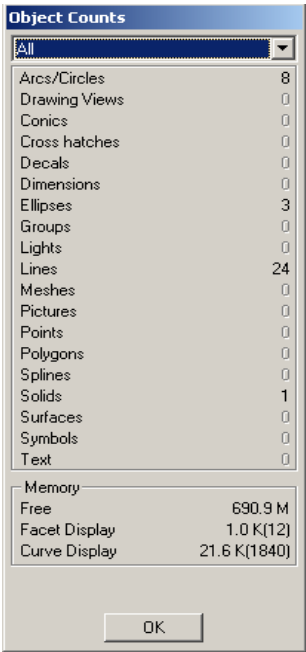 Object Counts
All
Arcs/Circles 8
Drawing Views 0
Conics 0
Cross hatches 0
Decals 0
Dimensions 0
Ellipses 3
Groups 0
Lights 0
Lines 24
Meshes 0
Pictures 0
Points 0
Polygons 0
Splines 0
Solids 1
Surfaces 0
Symbols 0
Text 0
Memory
Free 690.9 M
Facet Display 1.0 K(12)
Curve Display 21.6 K(1840)
OK